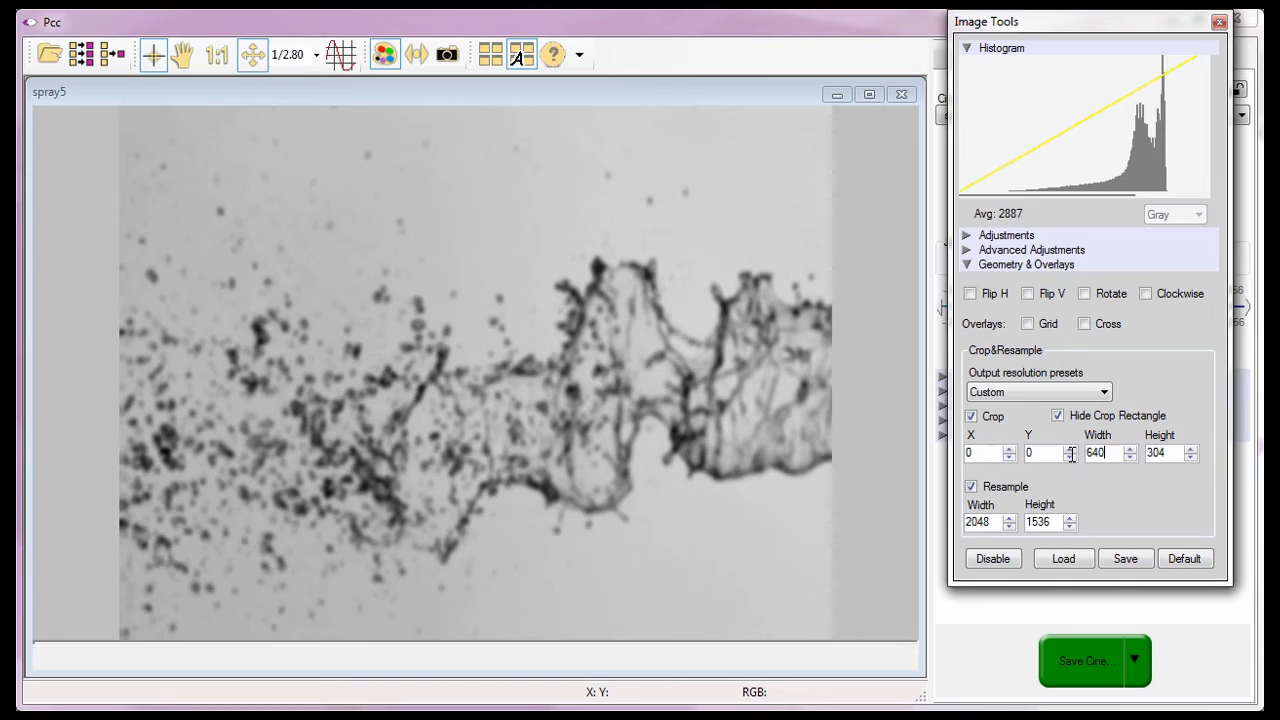 Pcc
1:1
1/2.80
A
?
spray5
Image Tools
Histogram
Avg: 2887
Gray
Adjustments
Advanced Adjustments
Geometry & Overlays
Flip H
Flip V
Rotate
Clockwise
Overlays:
Grid
Cross
Crop&Resample
Output resolution presets
Custom
Crop
Hide Crop Rectangle
X
Y
Width
Height
0
0
640
304
Resample
Width
Height
2048
1536
Disable
Load
Save
Default
Save Cine...
X: Y:
RGB: